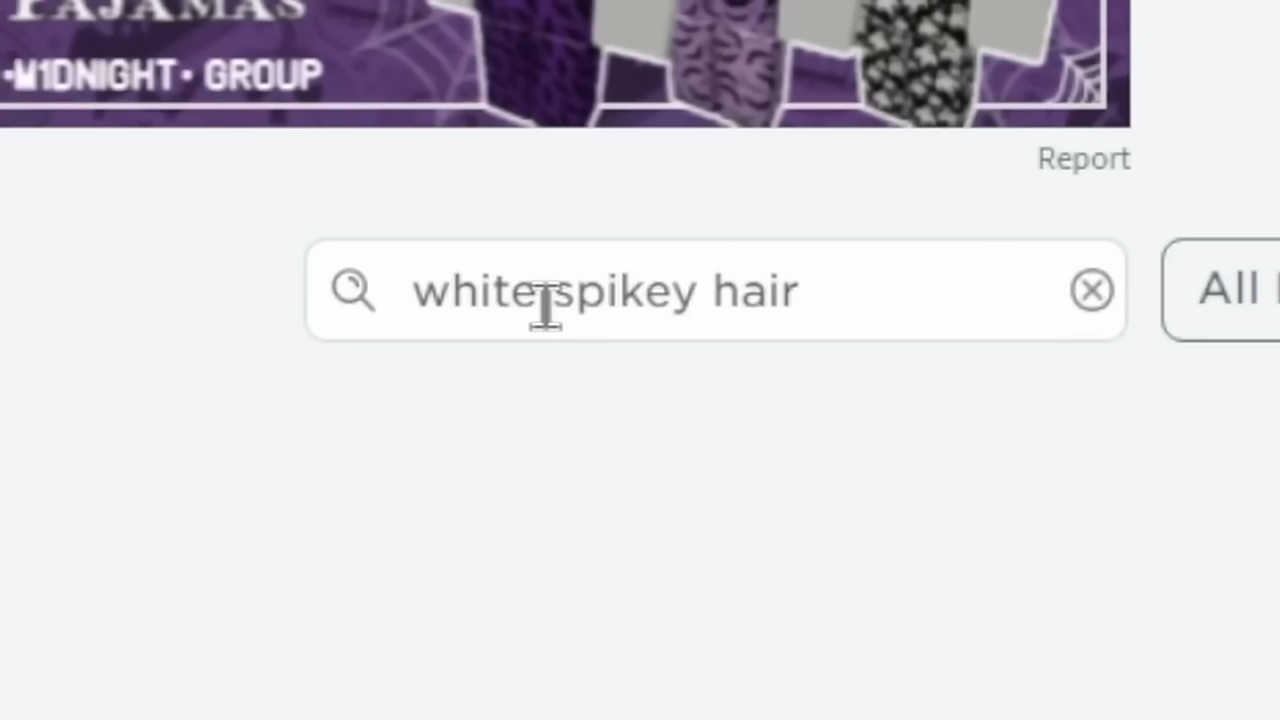 PAJAMAS
•M1DNIGHT• GROUP
Report
white spikey hair
All